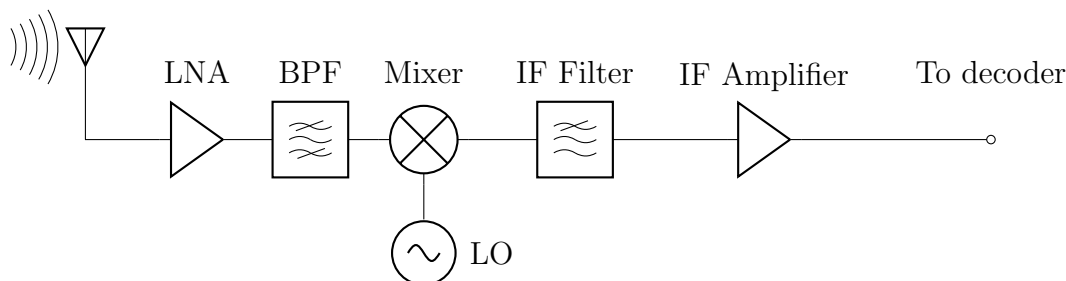 LNA
BPF
Mixer
IF Filter
IF Amplifier
To decoder
LO